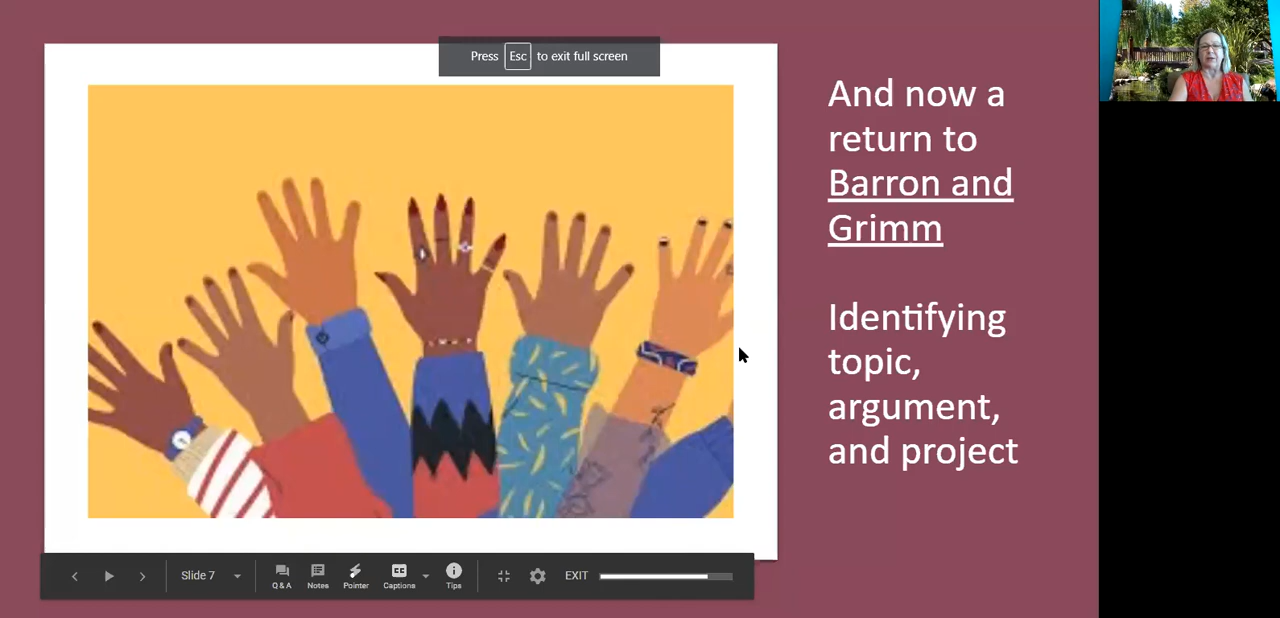 Press Esc to exit full screen
And now a
return to
Barron and
Grimm
Identifying
topic,
argument,
and project
Slide 7
Q & A
Notes
Pointer
Captions
Tips
EXIT